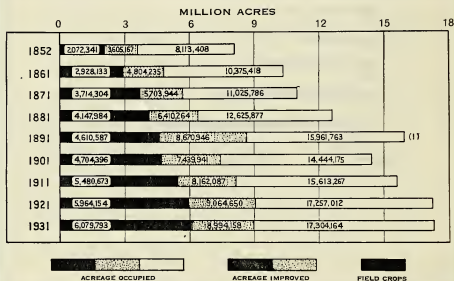 MILLION ACRES
0 3 6 9 12 15 18
1852 2,072,341 3,605,167 8,113,408
1861 2,928,133 4,804,235 10,375,418
1871 3,714,304 5,703,944 11,025,786
1881 4,147,984 6,410,264 12,625,877
1891 4,610,587 8,670,946 15,961,763 (1)
1901 4,704,396 7,439,941 14,444,175
1911 5,480,673 8,162,087 15,613,267
1921 5,964,154 9,064,650 17,257,012
1931 6,079,793 8,994,158 17,304,164
ACREAGE OCCUPIED ACREAGE IMPROVED FIELD CROPS